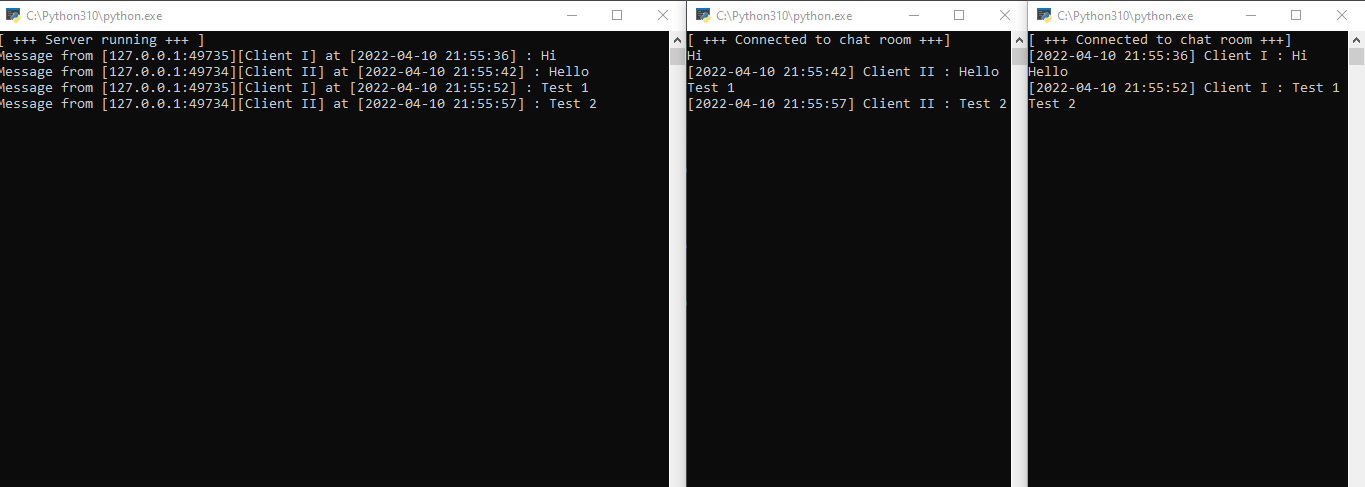 C:\Python310\python.exe
[ +++ Server running +++ ]
Message from [127.0.0.1:49735][Client I] at [2022-04-10 21:55:36] : Hi
Message from [127.0.0.1:49734][Client II] at [2022-04-10 21:55:42] : Hello
Message from [127.0.0.1:49735][Client I] at [2022-04-10 21:55:52] : Test 1
Message from [127.0.0.1:49734][Client II] at [2022-04-10 21:55:57] : Test 2
C:\Python310\python.exe
[ +++ Connected to chat room +++]
Hi
[2022-04-10 21:55:42] Client II : Hello
Test 1
[2022-04-10 21:55:57] Client II : Test 2
C:\Python310\python.exe
[ +++ Connected to chat room +++]
[2022-04-10 21:55:36] Client I : Hi
Hello
[2022-04-10 21:55:52] Client I : Test 1
Test 2